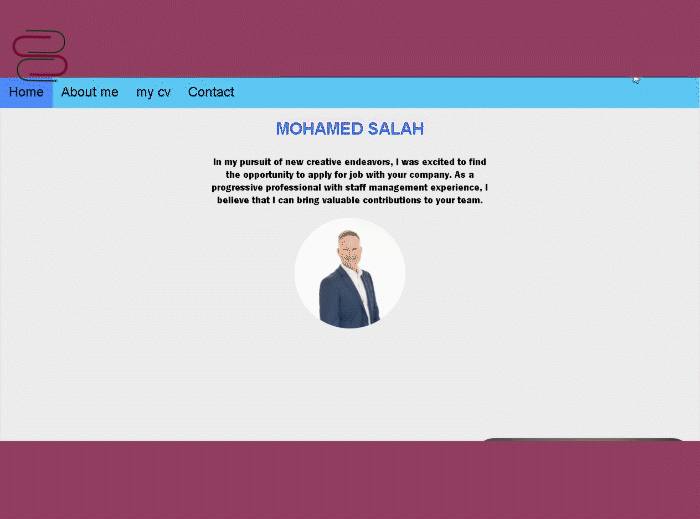 Home About me my cv Contact
MOHAMED SALAH
In my pursuit of new creative endeavors, I was excited to find
the opportunity to apply for job with your company. As a
progressive professional with staff management experience, I
believe that I can bring valuable contributions to your team.